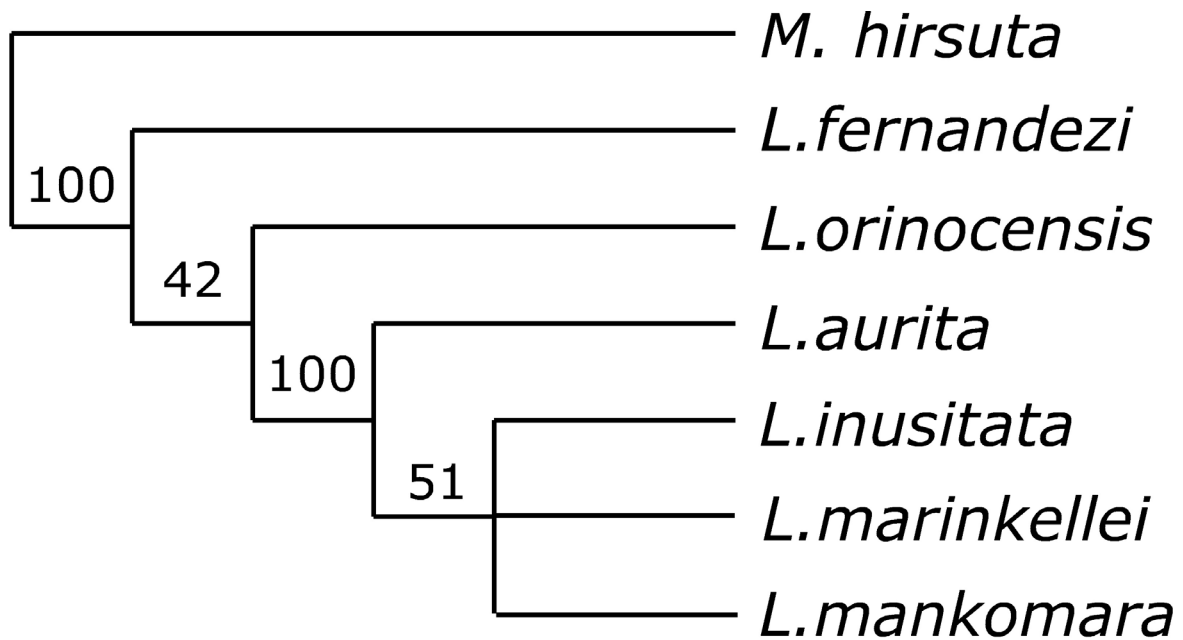 M. hirsuta
L.fernandezi
100
L.orinocensis
42
L.aurita
100
L.inusitata
51
L.marinkellei
L.mankomara